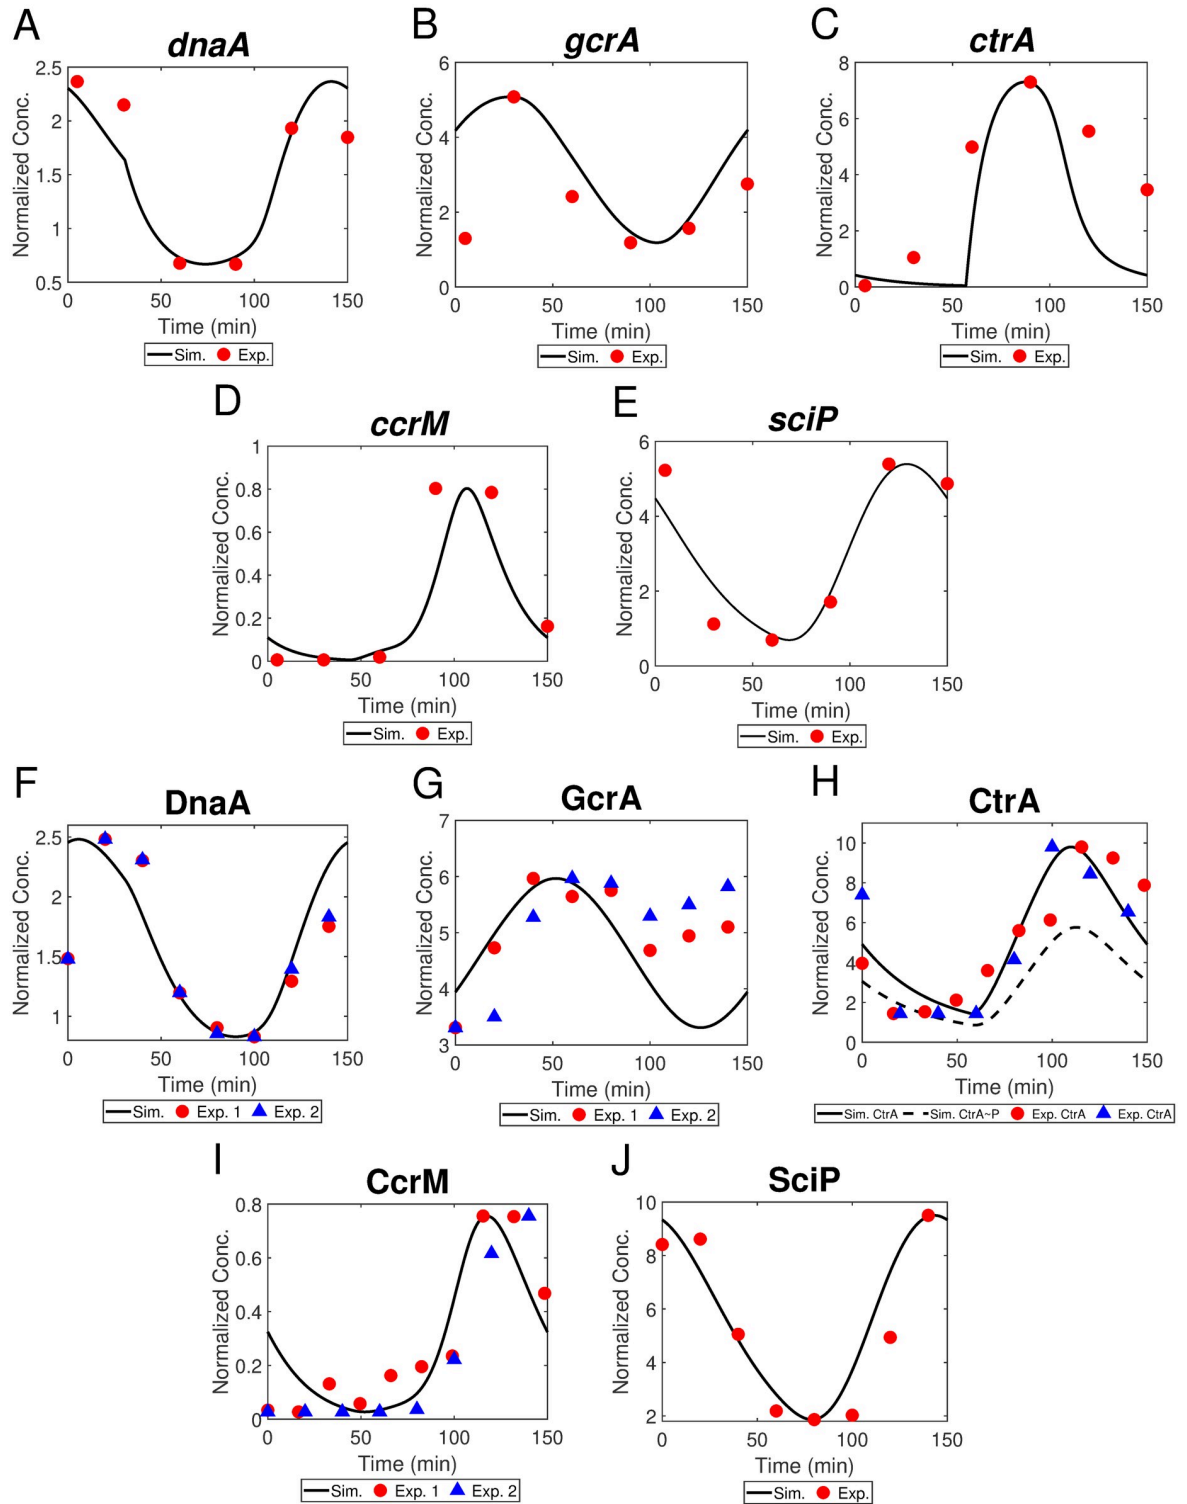 A
dnaA
Normalized Conc.
2.5
2
1.5
1
0.5
0
50
100
150
Time (min)
Sim. Exp.
B
gcrA
Normalized Conc.
6
4
2
0
0
50
100
150
Time (min)
Sim. Exp.
C
ctrA
Normalized Conc.
8
6
4
2
0
0
50
100
150
Time (min)
Sim. Exp.
D
ccrM
Normalized Conc.
1
0.8
0.6
0.4
0.2
0
0
50
100
150
Time (min)
Sim. Exp.
E
sciP
Normalized Conc.
6
4
2
0
0
50
100
150
Time (min)
Sim. Exp.
F
DnaA
Normalized Conc.
2.5
2
1.5
1
0
50
100
150
Time (min)
Sim. Exp. 1 Exp. 2
G
GcrA
Normalized Conc.
7
6
5
4
3
0
50
100
150
Time (min)
Sim. Exp. 1 Exp. 2
H
CtrA
Normalized Conc.
10
8
6
4
2
0
0
50
100
150
Time (min)
Sim. CtrA Sim. CtrA~P Exp. CtrA Exp. CtrA
I
CcrM
Normalized Conc.
0.8
0.6
0.4
0.2
0
0
50
100
150
Time (min)
Sim. Exp. 1 Exp. 2
J
SciP
Normalized Conc.
10
8
6
4
2
0
50
100
150
Time (min)
Sim. Exp.